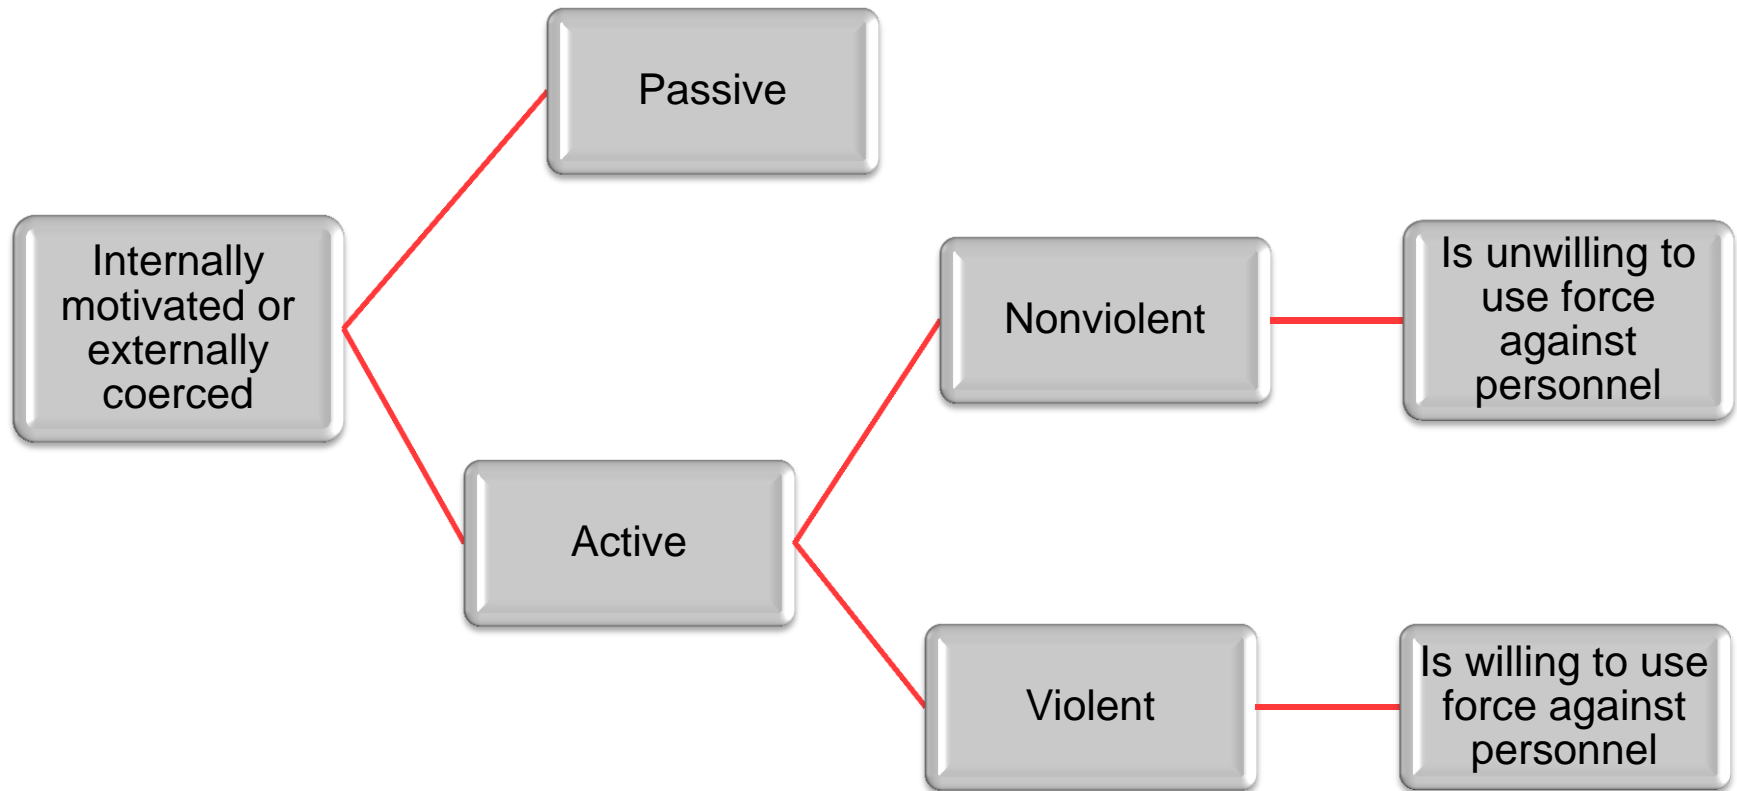 Passive
Internally
motivated or
externally
coerced
Active
Nonviolent
Is unwilling to
use force
against
personnel
Violent
Is willing to use
force against
personnel